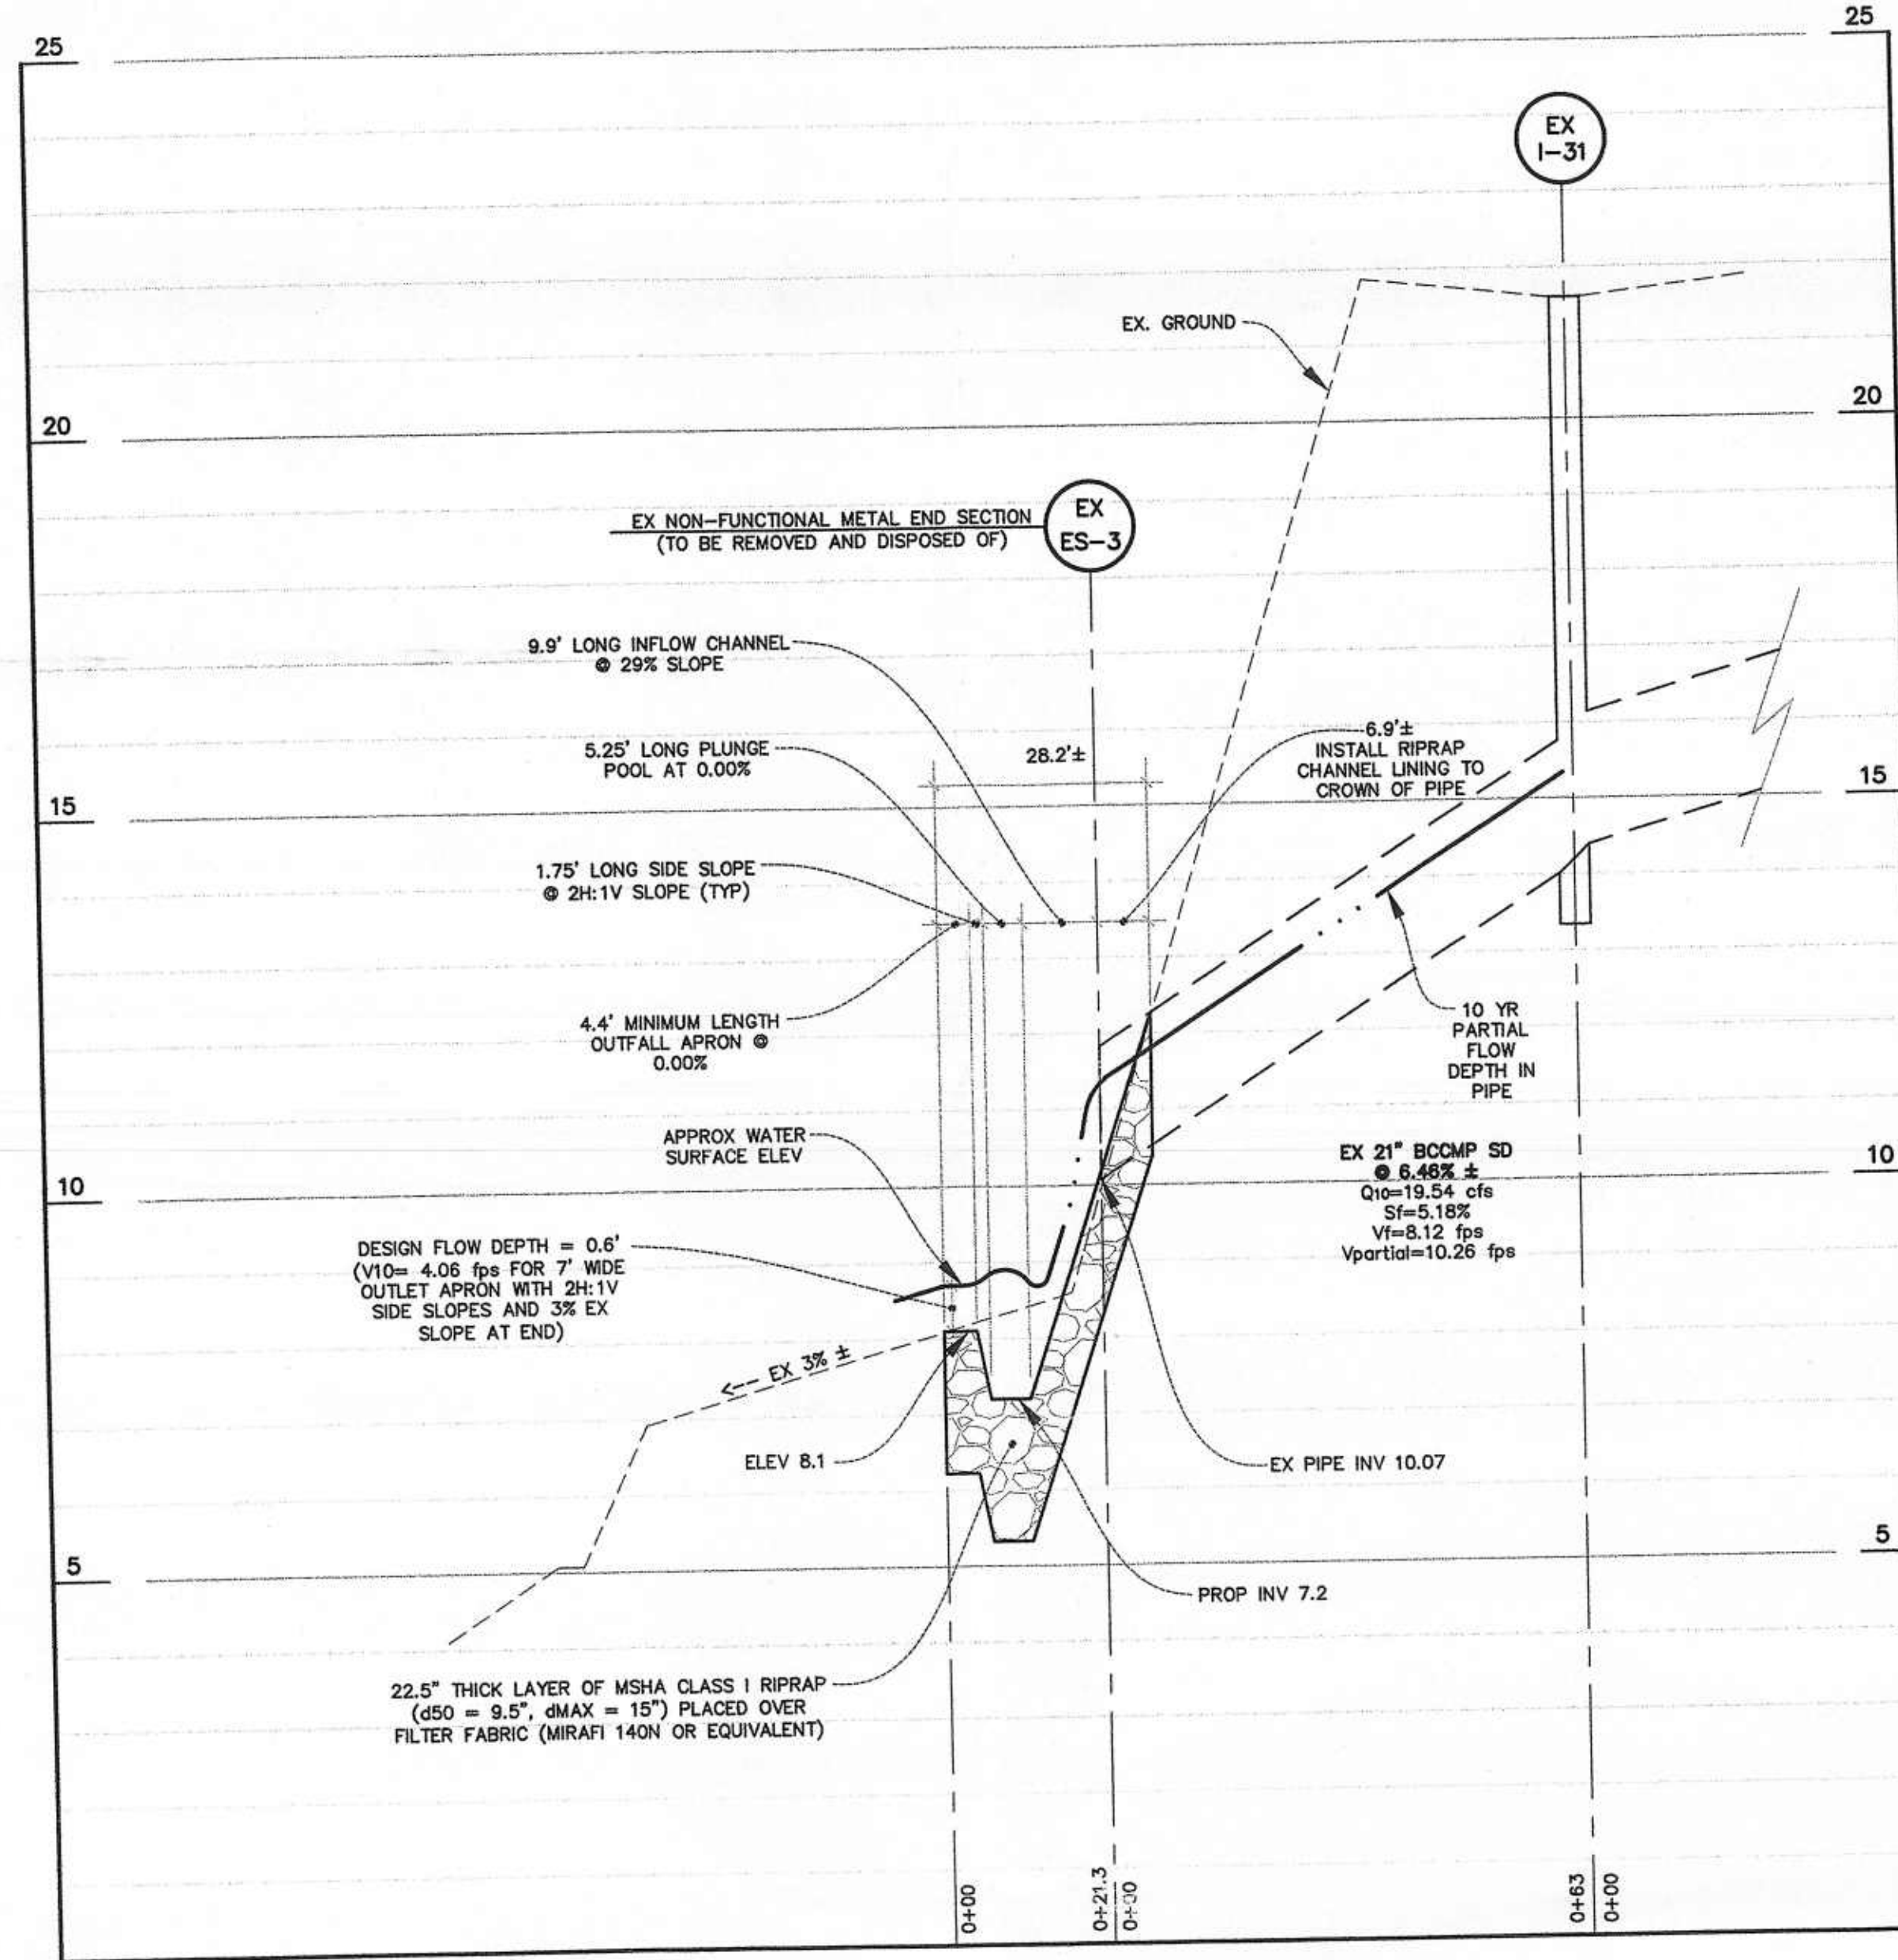 25
25
EX
I-31
EX. GROUND
20
20
EX NON-FUNCTIONAL METAL END SECTION
(TO BE REMOVED AND DISPOSED OF)
EX
ES-3
9.9' LONG INFLOW CHANNEL
@ 29% SLOPE
5.25' LONG PLUNGE
POOL AT 0.00%
28.2'±
6.9'±
INSTALL RIPRAP
CHANNEL LINING TO
CROWN OF PIPE
15
15
1.75' LONG SIDE SLOPE
@ 2H:1V SLOPE (TYP)
4.4' MINIMUM LENGTH
OUTFALL APRON @
0.00%
10 YR
PARTIAL
FLOW
DEPTH IN
PIPE
APPROX WATER
SURFACE ELEV
EX 21" BCCMP SD
@ 6.46% ±
Q10=19.54 cfs
Sf=5.18%
Vf=8.12 fps
Vpartial=10.26 fps
10
10
DESIGN FLOW DEPTH = 0.6'
(V10= 4.06 fps FOR 7' WIDE
OUTLET APRON WITH 2H:1V
SIDE SLOPES AND 3% EX
SLOPE AT END)
EX 3% ±
ELEV 8.1
EX PIPE INV 10.07
5
5
PROP INV 7.2
22.5" THICK LAYER OF MSHA CLASS I RIPRAP
(d50 = 9.5", dMAX = 15") PLACED OVER
FILTER FABRIC (MIRAFI 140N OR EQUIVALENT)
0+00
0+21.3
0+00
0+63
0+00